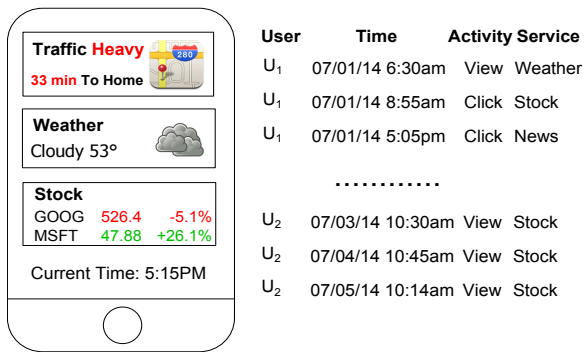 Traffic Heavy
280
33 min To Home
Weather
Cloudy 53°
Stock
GOOG 526.4 -5.1%
MSFT 47.88 +26.1%
Current Time: 5:15PM
User Time Activity Service
U1 07/01/14 6:30am View Weather
U1 07/01/14 8:55am Click Stock
U1 07/01/14 5:05pm Click News
............
U2 07/03/14 10:30am View Stock
U2 07/04/14 10:45am View Stock
U2 07/05/14 10:14am View Stock